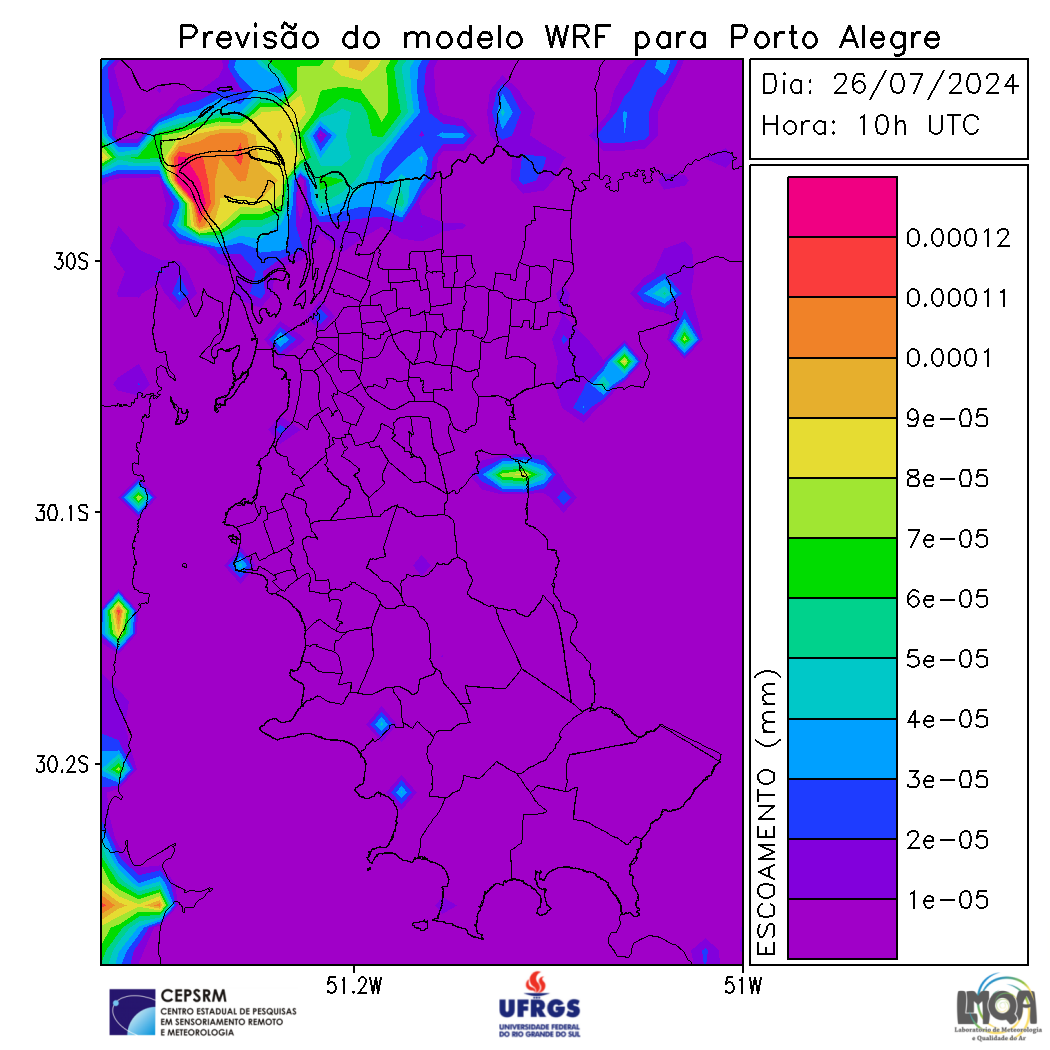 Previsão do modelo WRF para Porto Alegre
Dia: 26/07/2024
Hora: 10h UTC
30S
30.1S
30.2S
51.2W
51W
ESCOAMENTO (mm)
0.00012
0.00011
0.0001
9e-05
8e-05
7e-05
6e-05
5e-05
4e-05
3e-05
2e-05
1e-05
CEPSRM
CENTRO ESTADUAL DE PESQUISAS
EM SENSORIAMENTO REMOTO
E METEOROLOGIA
UFRGS
UNIVERSIDADE FEDERAL
DO RIO GRANDE DO SUL
LMQA
Laboratório de Meteorologia
e Qualidade do Ar